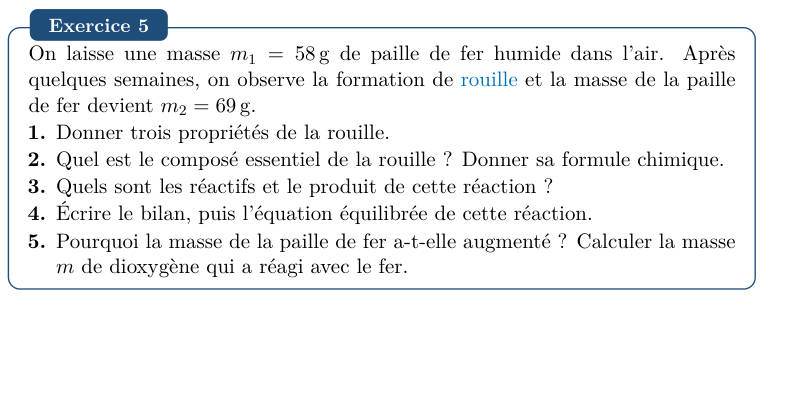 Exercice 5
On laisse une masse m₁ = 58 g de paille de fer humide dans l'air. Après
quelques semaines, on observe la formation de rouille et la masse de la paille
de fer devient m₂ = 69 g.
1. Donner trois propriétés de la rouille.
2. Quel est le composé essentiel de la rouille ? Donner sa formule chimique.
3. Quels sont les réactifs et le produit de cette réaction ?
4. Écrire le bilan, puis l'équation équilibrée de cette réaction.
5. Pourquoi la masse de la paille de fer a-t-elle augmenté ? Calculer la masse
m de dioxygène qui a réagi avec le fer.